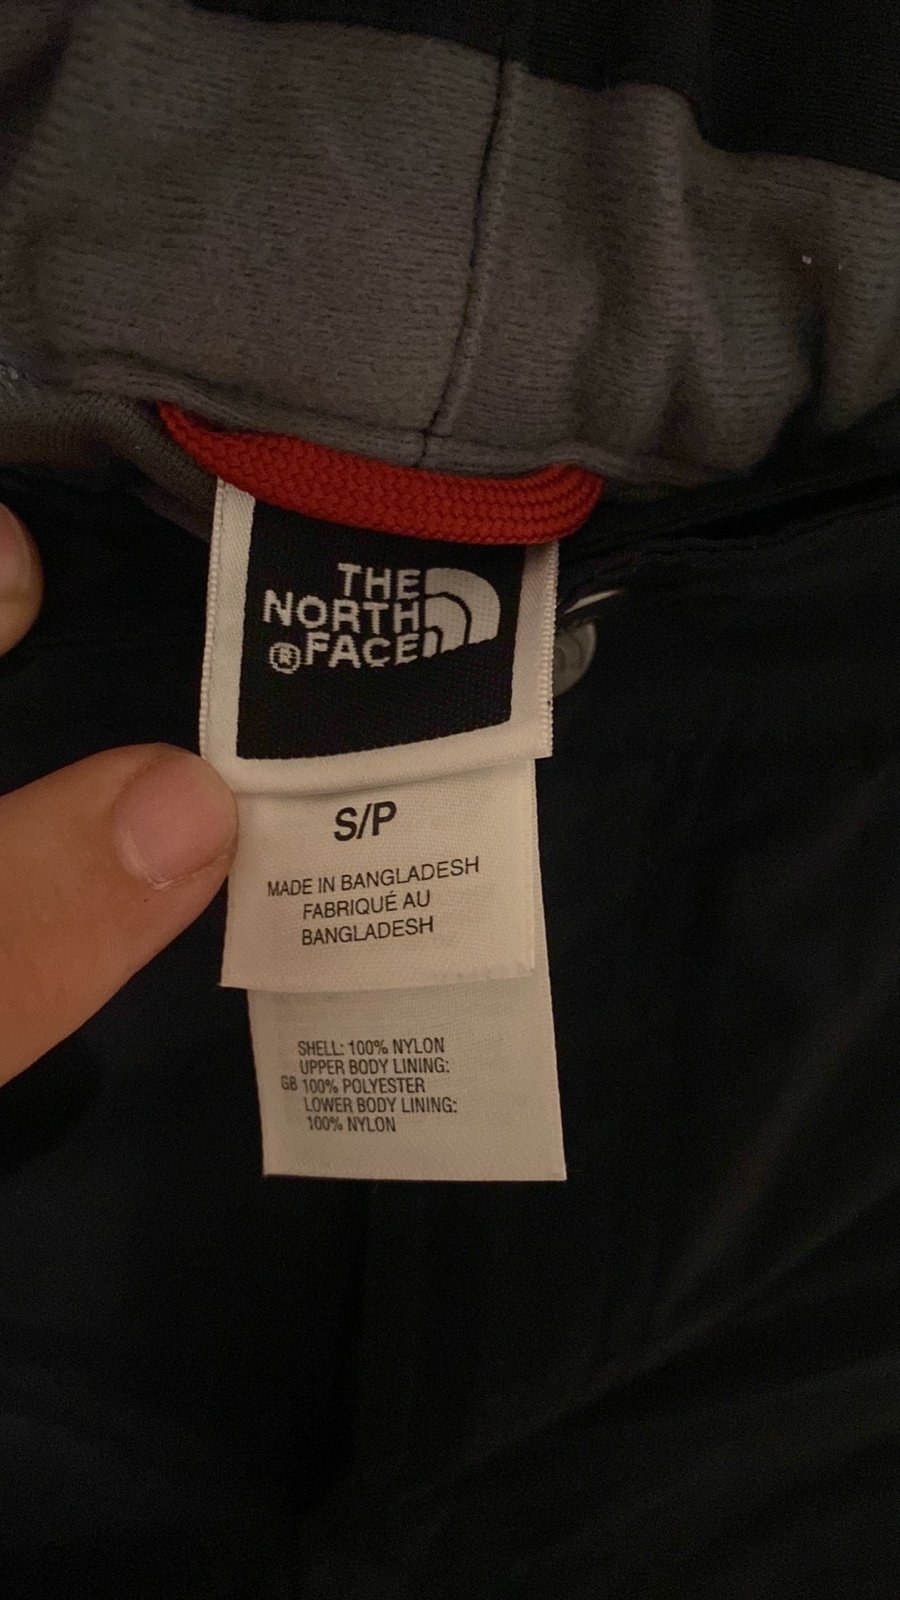 THE
NORTH
® FACE
S/P
MADE IN BANGLADESH
FABRIQUÉ AU
BANGLADESH
SHELL: 100% NYLON
UPPER BODY LINING:
GB 100% POLYESTER
LOWER BODY LINING:
100% NYLON